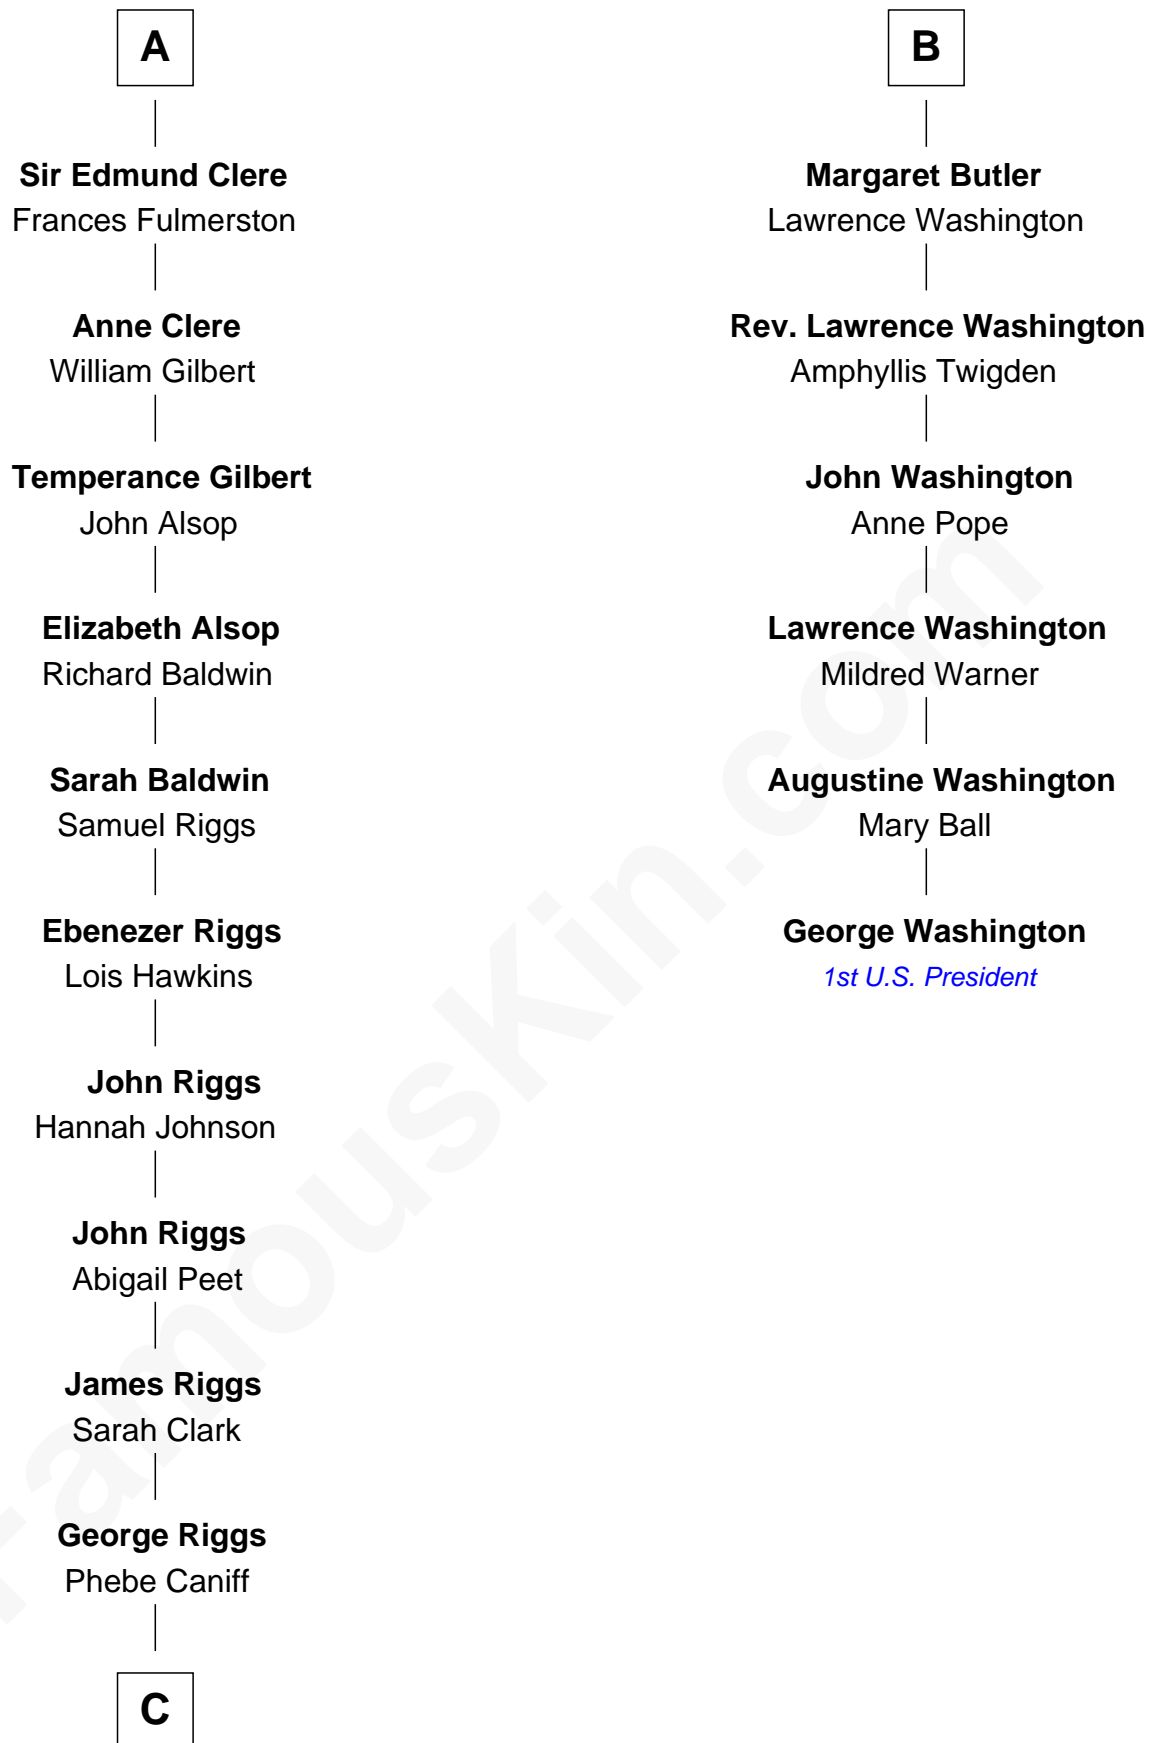 A
Sir Edmund Clere
Frances Fulmerston
Anne Clere
William Gilbert
Temperance Gilbert
John Alsop
Elizabeth Alsop
Richard Baldwin
Sarah Baldwin
Samuel Riggs
Ebenezer Riggs
Lois Hawkins
John Riggs
Hannah Johnson
John Riggs
Abigail Peet
James Riggs
Sarah Clark
George Riggs
Phebe Caniff
C
B
Margaret Butler
Lawrence Washington
Rev. Lawrence Washington
Amphyllis Twigden
John Washington
Anne Pope
Lawrence Washington
Mildred Warner
Augustine Washington
Mary Ball
George Washington
1st U.S. President
FamousKin.com